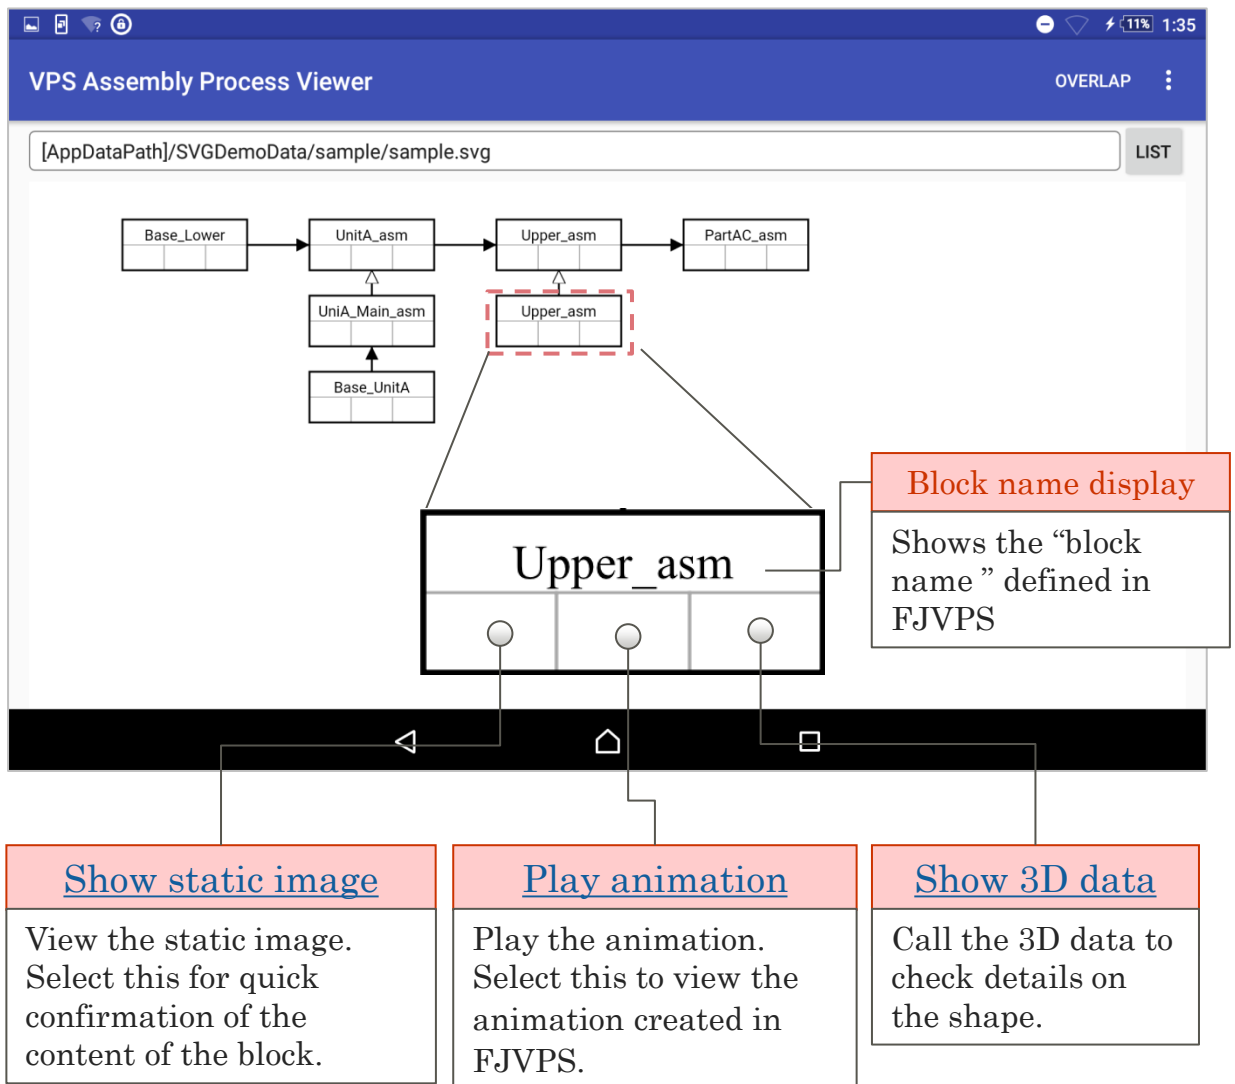 11% 1:35
VPS Assembly Process Viewer OVERLAP
[AppDataPath]/SVGDemoData/sample/sample.svg LIST
Base_Lower UnitA_asm Upper_asm PartAC_asm
UniA_Main_asm Upper_asm
Base_UnitA
Block name display
Shows the “block
name ” defined in
FJVPS
Upper_asm
Show static image
View the static image.
Select this for quick
confirmation of the
content of the block.
Play animation
Play the animation.
Select this to view the
animation created in
FJVPS.
Show 3D data
Call the 3D data to
check details on
the shape.